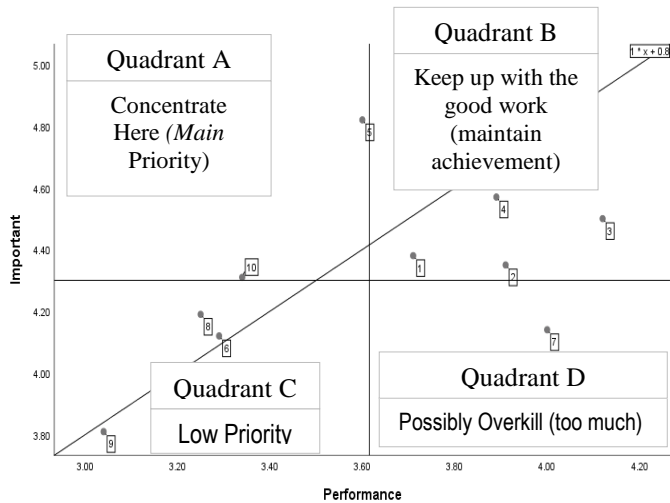 Quadrant A
Concentrate
Here (Main
Priority)
Quadrant B
Keep up with the
good work
(maintain
achievement)
1 * x + 0.8
5.00
4.80
4.60
4.40
4.20
4.00
3.80
Important
5
4
3
10
1
2
8
6
7
9
Quadrant C
Low Priority
Quadrant D
Possibly Overkill (too much)
3.00
3.20
3.40
3.60
3.80
4.00
4.20
Performance